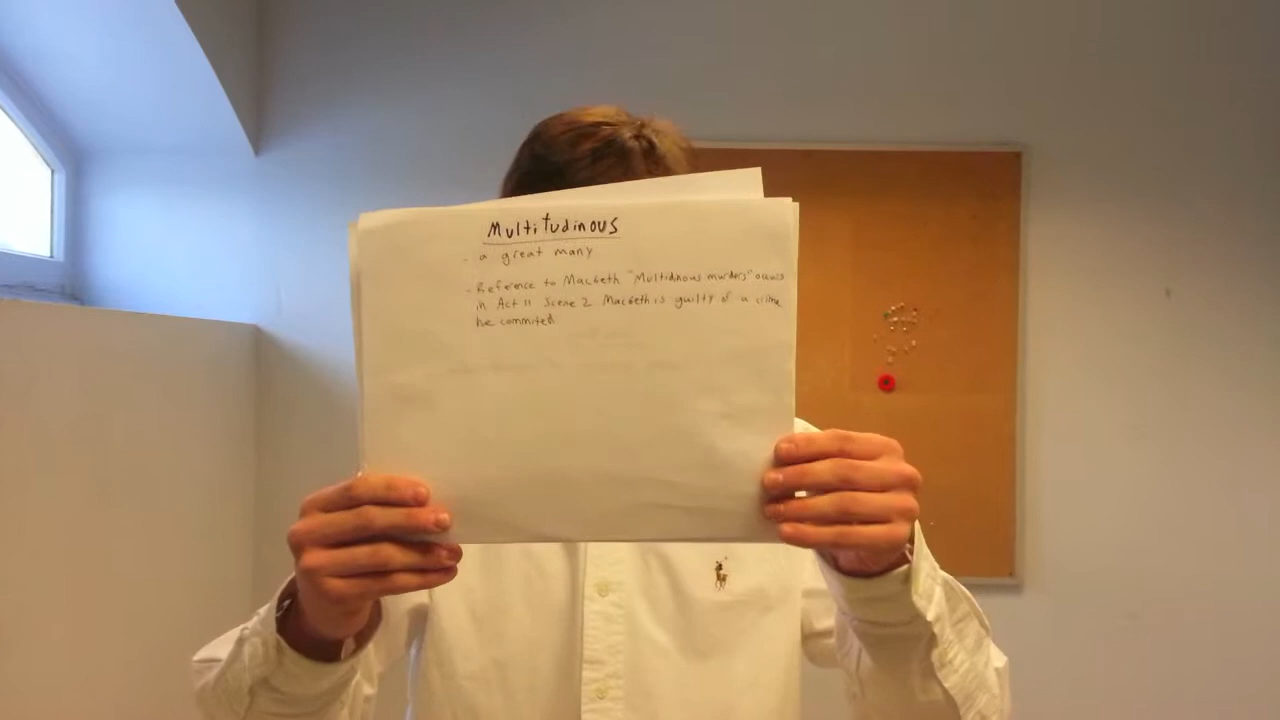 Multitudinous
- a great many
- Reference to Macbeth "Multidnous murders" occurs
in Act II Scene 2 Macbeth is guilty of a crime
he commited